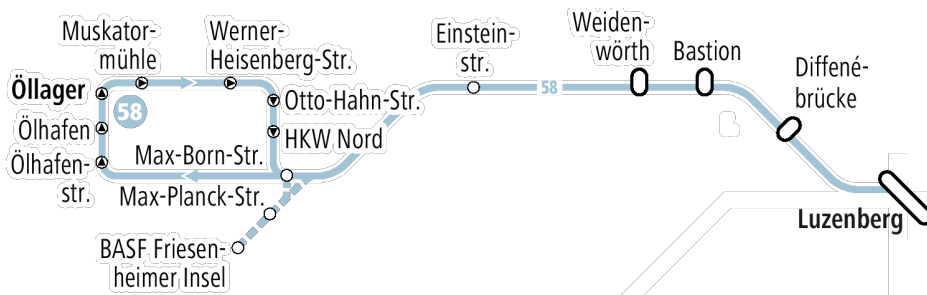 Muskator-
mühle
Werner-
Heisenberg-Str.
Öllager
58
Otto-Hahn-Str.
Ölhafen
HKW Nord
Ölhafen-
str.
Max-Born-Str.
Max-Planck-Str.
BASF Friesen-
heimer Insel
Einstein-
str.
58
Weiden-
wörth
Bastion
Diffené-
brücke
Luzenberg